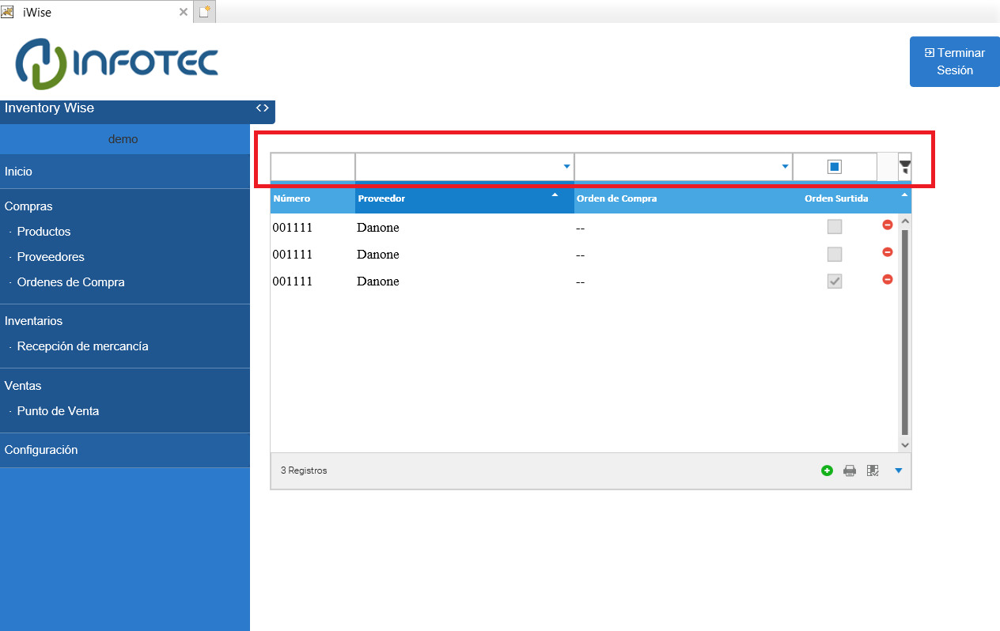 iWise
INFOTEC
Terminar
Sesión
Inventory Wise <>
demo
Inicio
Compras
· Productos
· Proveedores
· Ordenes de Compra
Inventarios
· Recepción de mercancía
Ventas
· Punto de Venta
Configuración
Número Proveedor Orden de Compra Orden Surtida
001111 Danone --
001111 Danone --
001111 Danone --
3 Registros